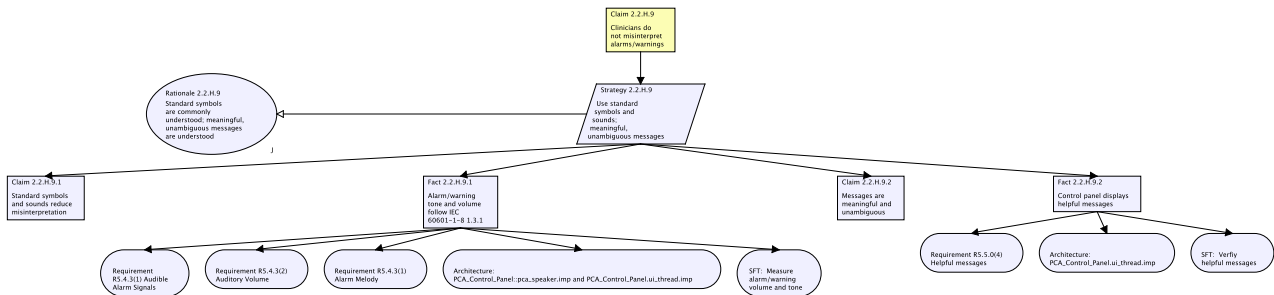 Claim 2.2.H.9
Clinicians do
not misinterpret
alarms/warnings
Rationale 2.2.H.9
Standard symbols
are commonly
understood; meaningful,
unambiguous messages
are understood
J
Strategy 2.2.H.9
Use standard
symbols and
sounds;
meaningful,
unambiguous messages
Claim 2.2.H.9.1
Standard symbols
and sounds reduce
misinterpretation
Fact 2.2.H.9.1
Alarm/warning
tone and volume
follow IEC
60601-1-8 1.3.1
Claim 2.2.H.9.2
Messages are
meaningful and
unambiguous
Fact 2.2.H.9.2
Control panel displays
helpful messages
Requirement
R5.4.3(1) Audible
Alarm Signals
Requirement R5.4.3(2)
Auditory Volume
Requirement R5.4.3(1)
Alarm Melody
Architecture:
PCA_Control_Panel::pca_speaker.imp and PCA_Control_Panel.ui_thread.imp
SFT: Measure
alarm/warning
volume and tone
Requirement R5.5.0(4)
Helpful messages
Architecture:
PCA_Control_Panel.ui_thread.imp
SFT: Verfiy
helpful messages